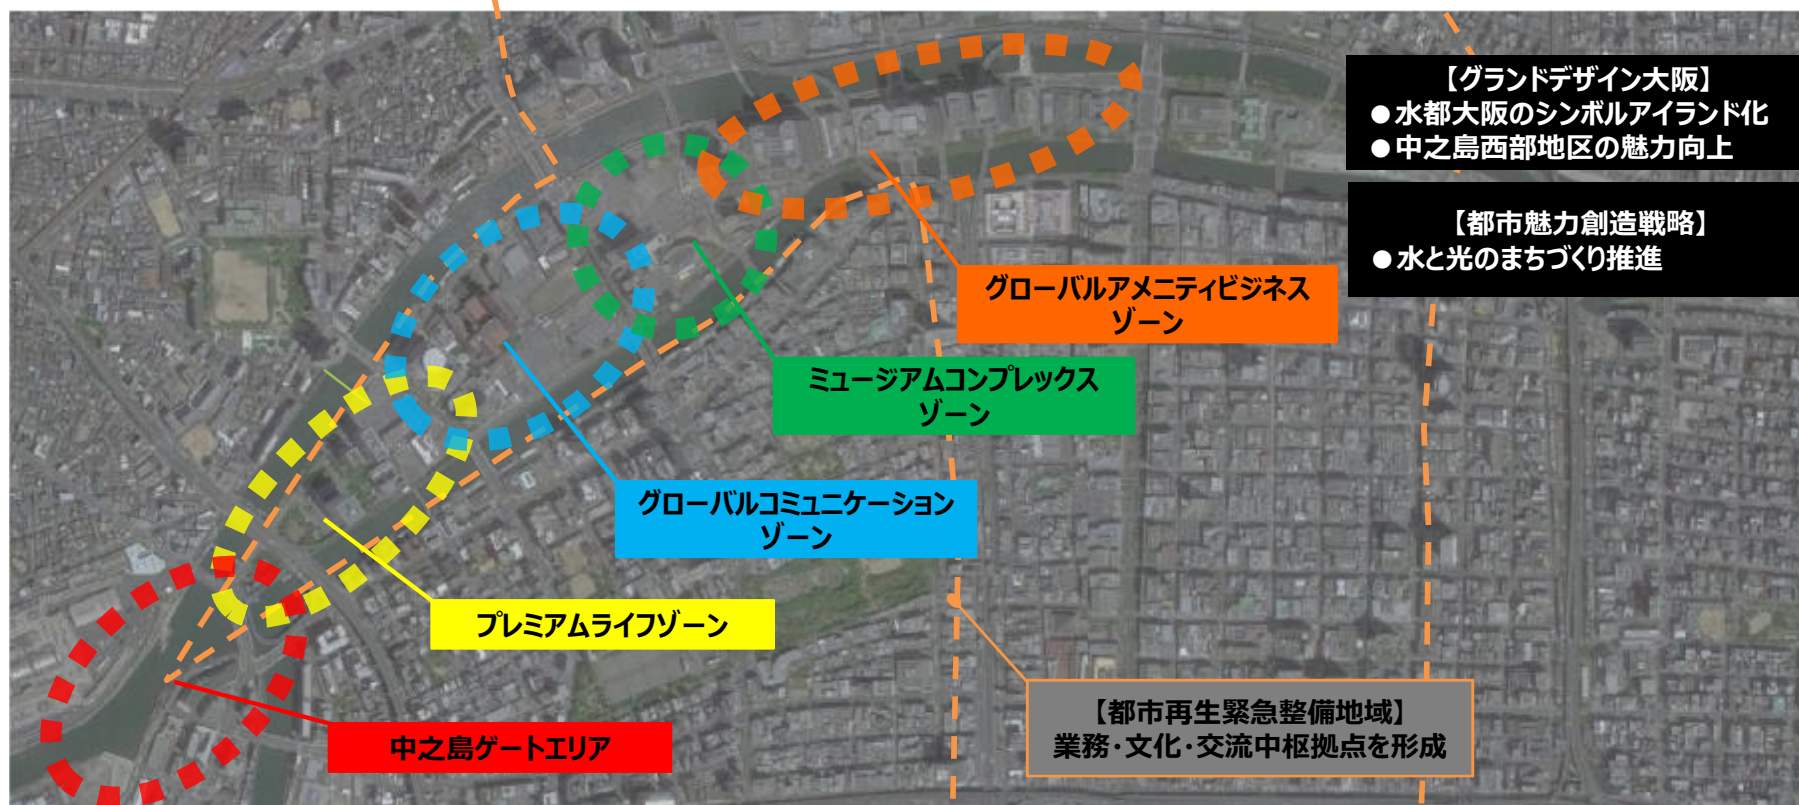 【グランドデザイン大阪】
●水都大阪のシンボルアイランド化
●中之島西部地区の魅力向上
【都市魅力創造戦略】
●水と光のまちづくり推進
グローバルアメニティビジネス
ゾーン
ミュージアムコンプレックス
ゾーン
グローバルコミュニケーション
ゾーン
プレミアムライフゾーン
【都市再生緊急整備地域】
業務・文化・交流中枢拠点を形成
中之島ゲートエリア